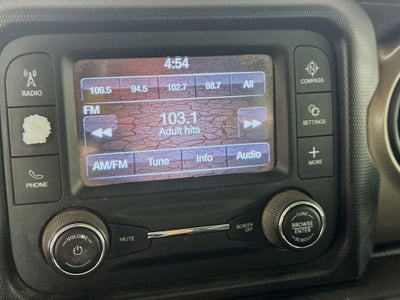 4:54
106.5 94.5 102.7 98.7 All
FM
103.1
Adult hits
AM/FM Tune Info Audio
RADIO
PHONE
N
COMPASS
SETTINGS
+
MORE
VOLUME
MUTE
SCREEN OFF
TUNE
BROWSE
ENTER
SCROLL